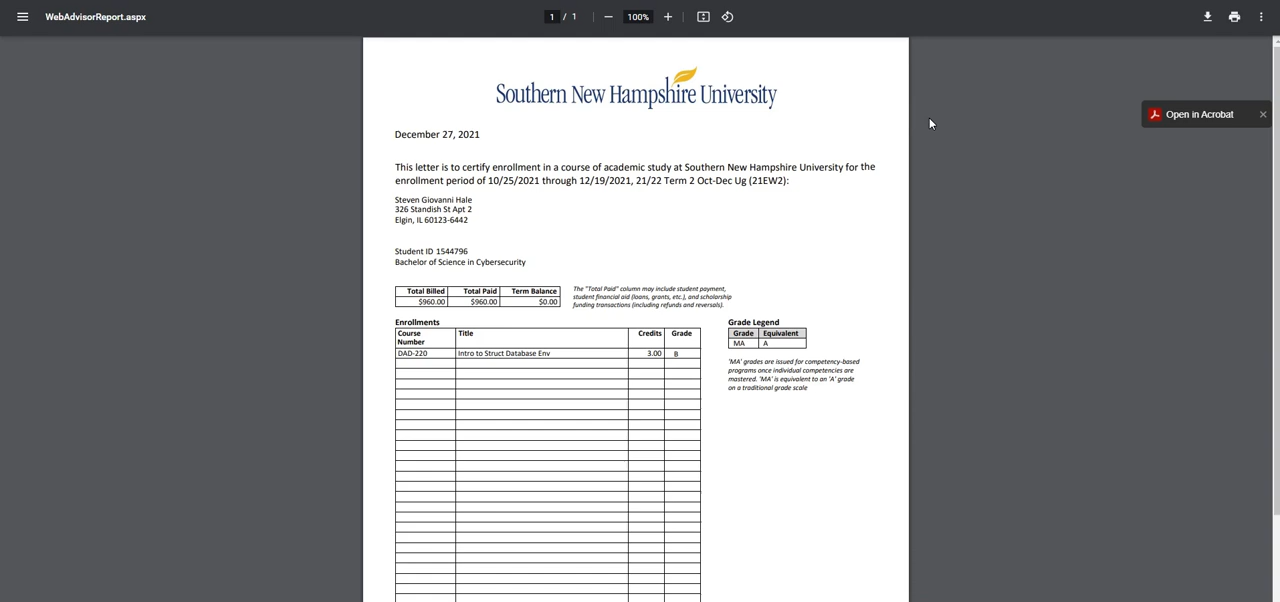 WebAdvisorReport.aspx
1 / 1
100%
Open in Acrobat
Southern New Hampshire University
December 27, 2021
This letter is to certify enrollment in a course of academic study at Southern New Hampshire University for the
enrollment period of 10/25/2021 through 12/19/2021, 21/22 Term 2 Oct-Dec Ug (21EW2):
Steven Giovanni Hale
326 Standish St Apt 2
Elgin, IL 60123-6442
Student ID 1544796
Bachelor of Science in Cybersecurity
Total Billed Total Paid Term Balance
$960.00 $960.00 $0.00
The "Total Paid" column may include student payment,
student financial aid (loans, grants, etc.), and scholarship
funding transactions (including refunds and reversals).
Enrollments
Course Number Title Credits Grade
DAD-220 Intro to Struct Database Env 3.00 B
Grade Legend
Grade Equivalent
MA A
'MA' grades are issued for competency-based
programs once individual competencies are
mastered. 'MA' is equivalent to an 'A' grade
on a traditional grade scale